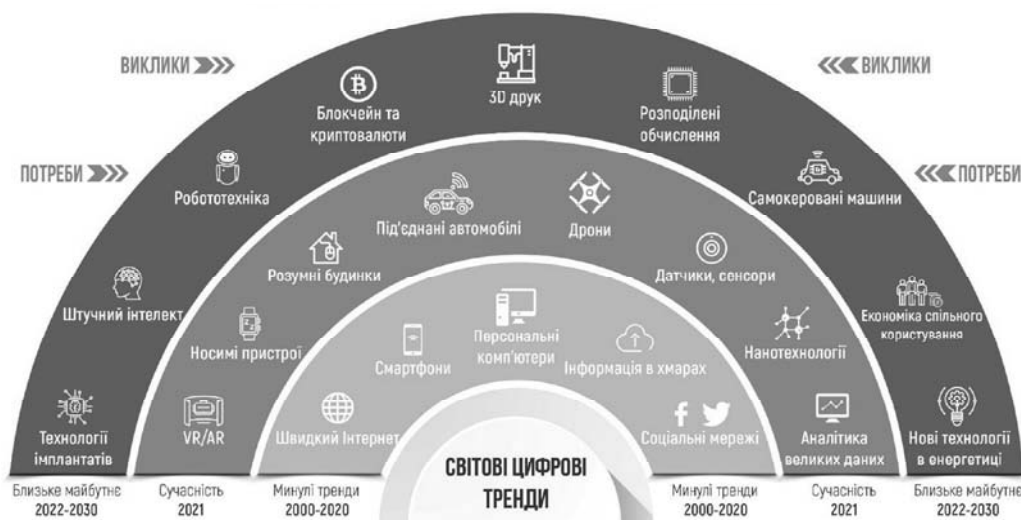 ВИКЛИКИ
ВИКЛИКИ
3D друк
Блокчейн та
криптовалюти
Розподілені
обчислення
ПОТРЕБИ
ПОТРЕБИ
Робототехніка
Самокеровані машини
Під'єднані автомобілі
Дрони
Розумні будинки
Датчики, сенсори
Штучний інтелект
Економіка спільного
користування
Носимі пристрої
Нанотехнології
Персональні
комп'ютери
Смартфони
Інформація в хмарах
Технології
імплантатів
VR/AR
Швидкий Інтернет
Соціальні мережі
Аналітика
великих даних
Нові технології
в енергетиці
СВІТОВІ ЦИФРОВІ
ТРЕНДИ
Близьке майбутнє
2022-2030
Сучасність
2021
Минулі тренди
2000-2020
Минулі тренди
2000-2020
Сучасність
2021
Близьке майбутнє
2022-2030